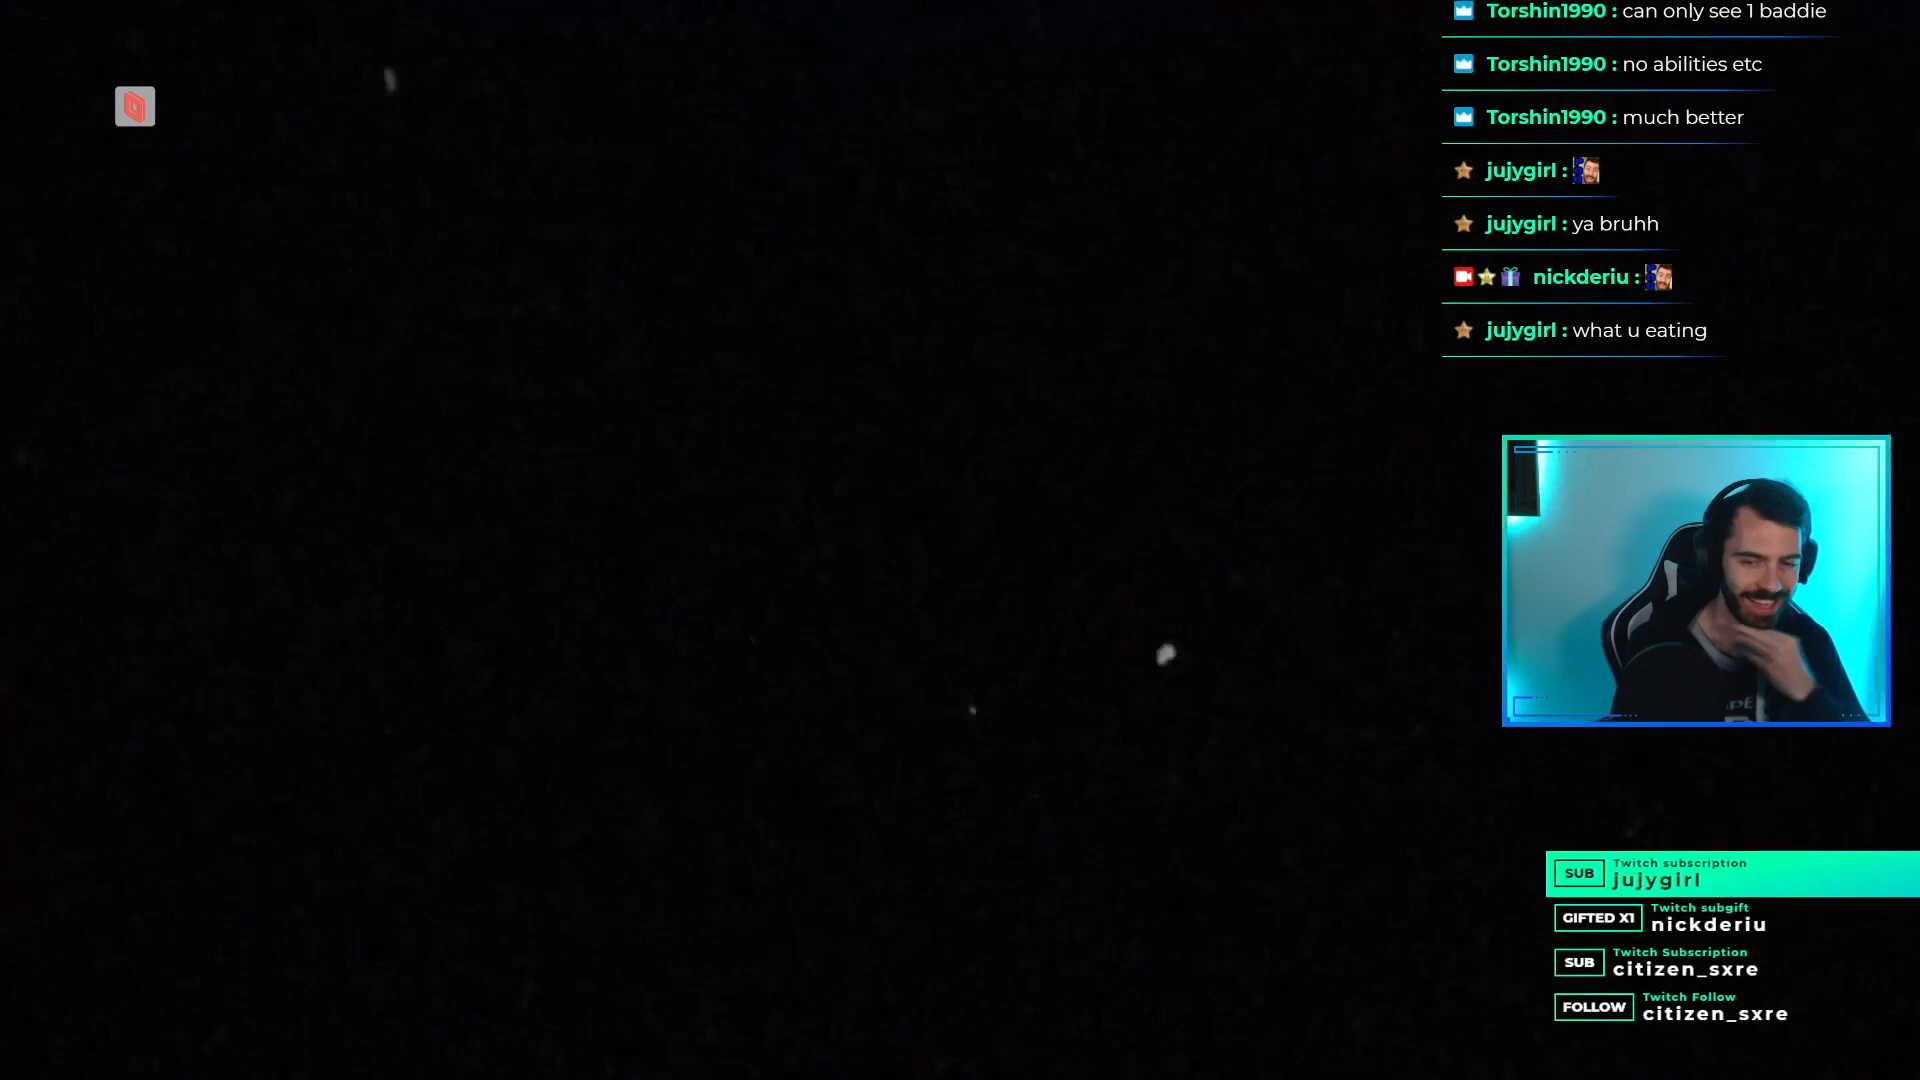 Torshin1990 : can only see 1 baddie
Torshin1990 : no abilities etc
Torshin1990 : much better
jujygirl :
jujygirl : ya bruhh
nickderiu :
jujygirl : what u eating
SUB Twitch subscription
jujygirl
GIFTED X1 Twitch subgift
nickderiu
SUB Twitch Subscription
citizen_sxre
FOLLOW Twitch Follow
citizen_sxre